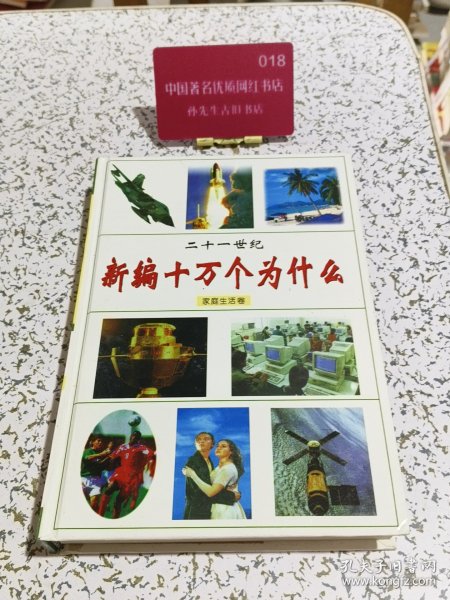 018
中国著名优质网红书店
孙先生古旧书店
二十一世纪
新编十万个为什么
家庭生活卷
孔夫子旧书网
www.kongfz.com